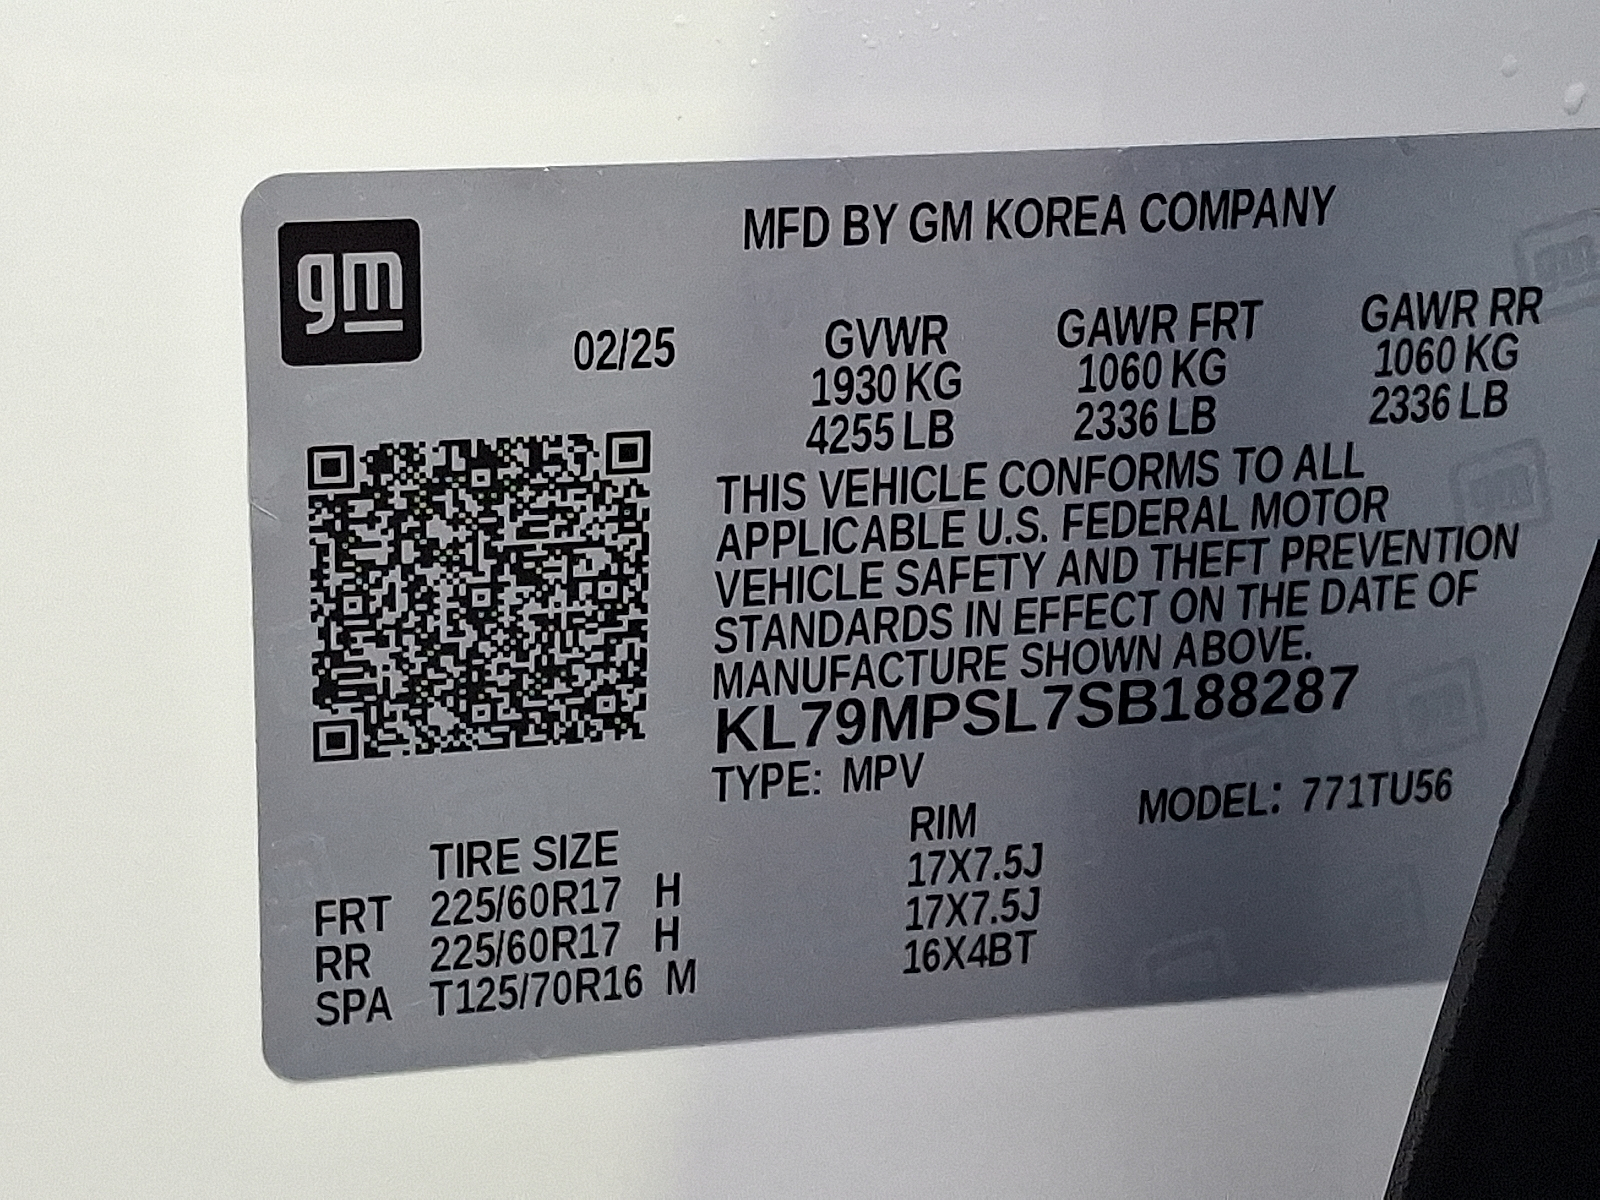 gm
MFD BY GM KOREA COMPANY
02/25
GVWR GAWR FRT GAWR RR
1930 KG 1060 KG 1060 KG
4255 LB 2336 LB 2336 LB
THIS VEHICLE CONFORMS TO ALL
APPLICABLE U.S. FEDERAL MOTOR
VEHICLE SAFETY AND THEFT PREVENTION
STANDARDS IN EFFECT ON THE DATE OF
MANUFACTURE SHOWN ABOVE.
KL79MPSL7SB188287
TYPE: MPV MODEL: 771TU56
TIRE SIZE RIM
FRT 225/60R17 H 17X7.5J
RR 225/60R17 H 17X7.5J
SPA T125/70R16 M 16X4BT